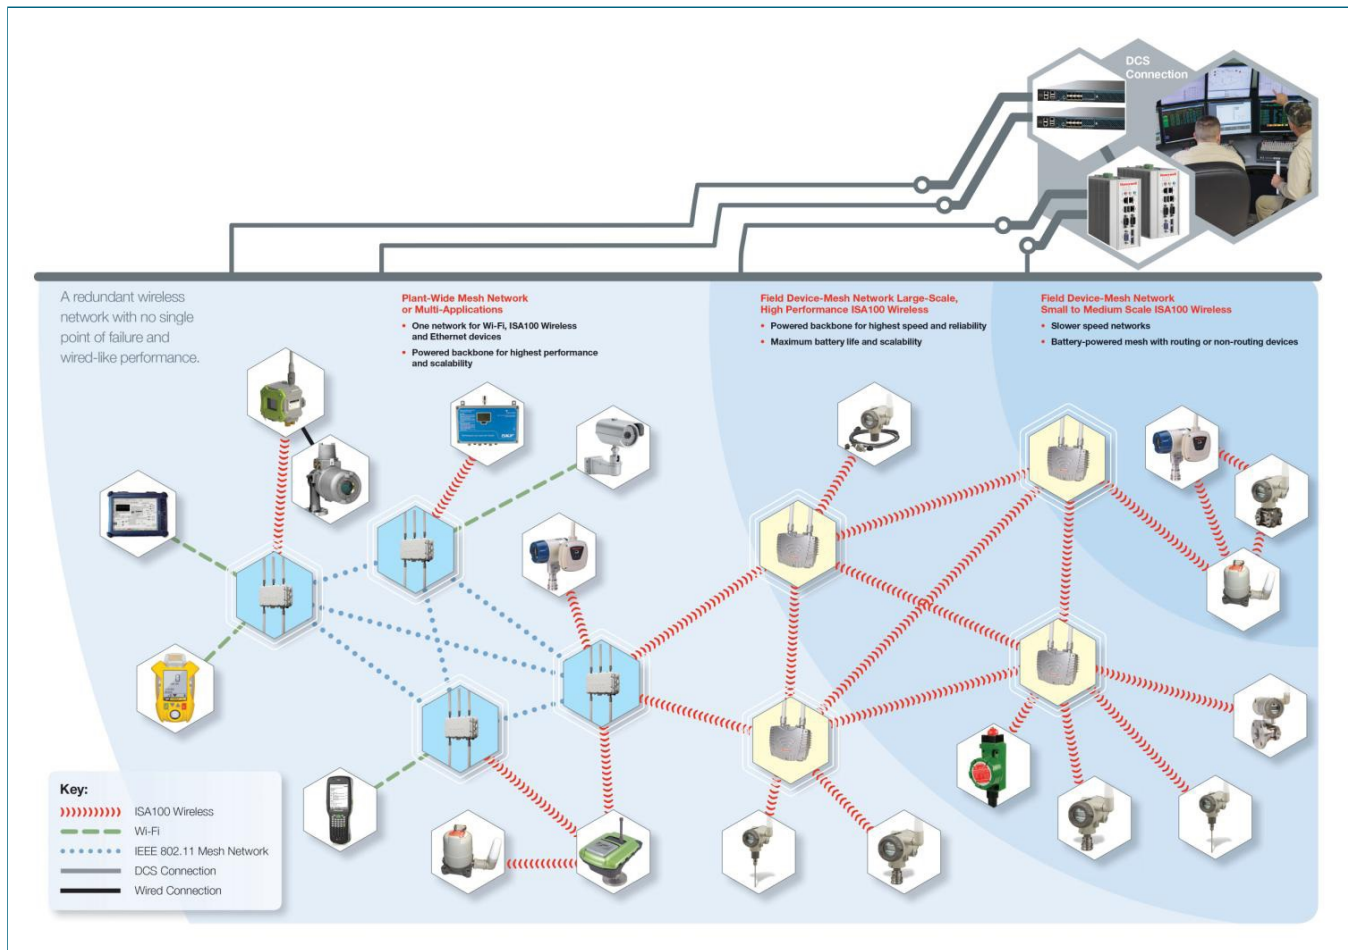 DCS
Connection
A redundant wireless
network with no single
point of failure and
wired-like performance.
Plant-Wide Mesh Network
or Multi-Applications
• One network for Wi-Fi, ISA100 Wireless
and Ethernet devices
• Powered backbone for highest performance
and scalability
Field Device-Mesh Network Large-Scale,
High Performance ISA100 Wireless
• Powered backbone for highest speed and reliability
• Maximum battery life and scalability
Field Device-Mesh Network
Small to Medium Scale ISA100 Wireless
• Slower speed networks
• Battery-powered mesh with routing or non-routing devices
SKF
Key:
ISA100 Wireless
Wi-Fi
IEEE 802.11 Mesh Network
DCS Connection
Wired Connection